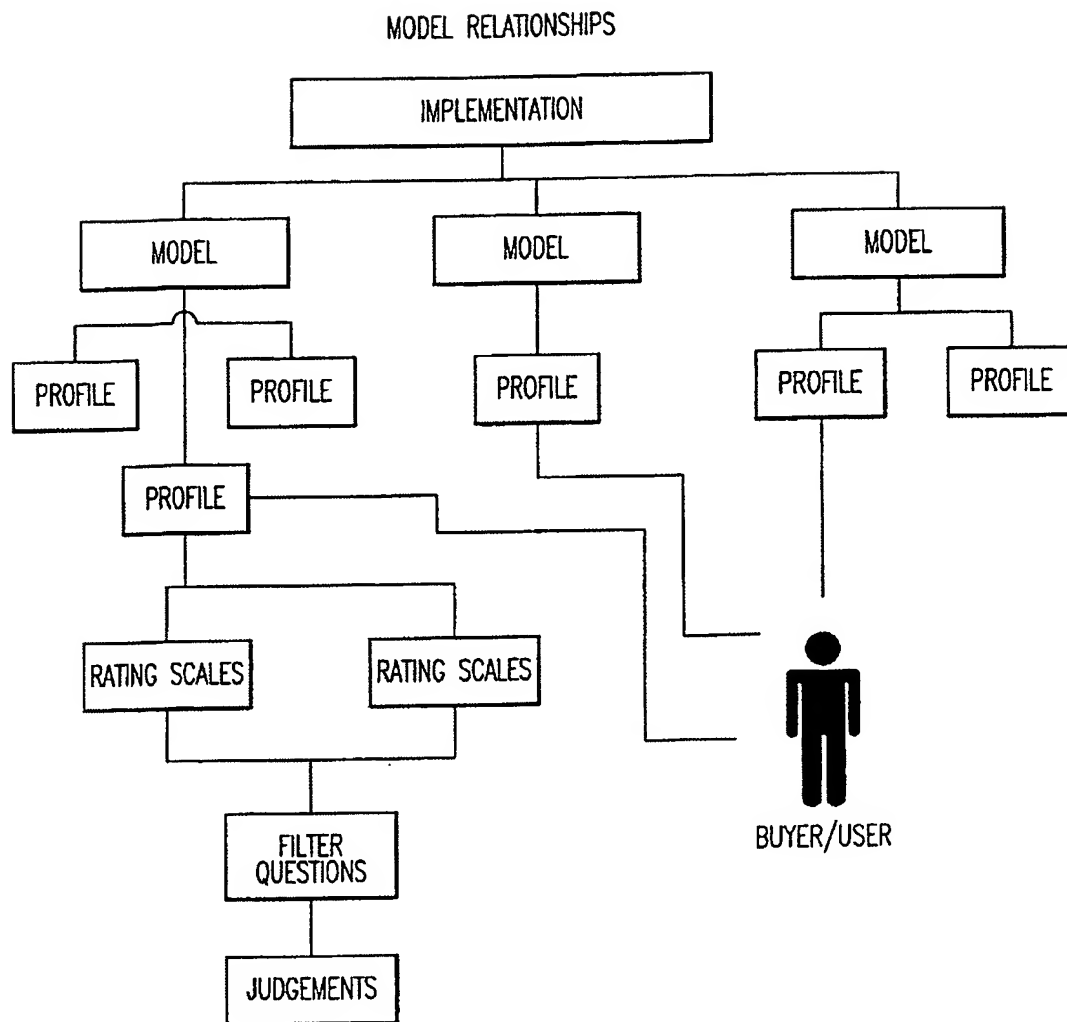 MODEL RELATIONSHIPS
IMPLEMENTATION
MODEL
MODEL
MODEL
PROFILE
PROFILE
PROFILE
PROFILE
PROFILE
PROFILE
RATING SCALES
RATING SCALES
FILTER
QUESTIONS
BUYER/USER
JUDGEMENTS